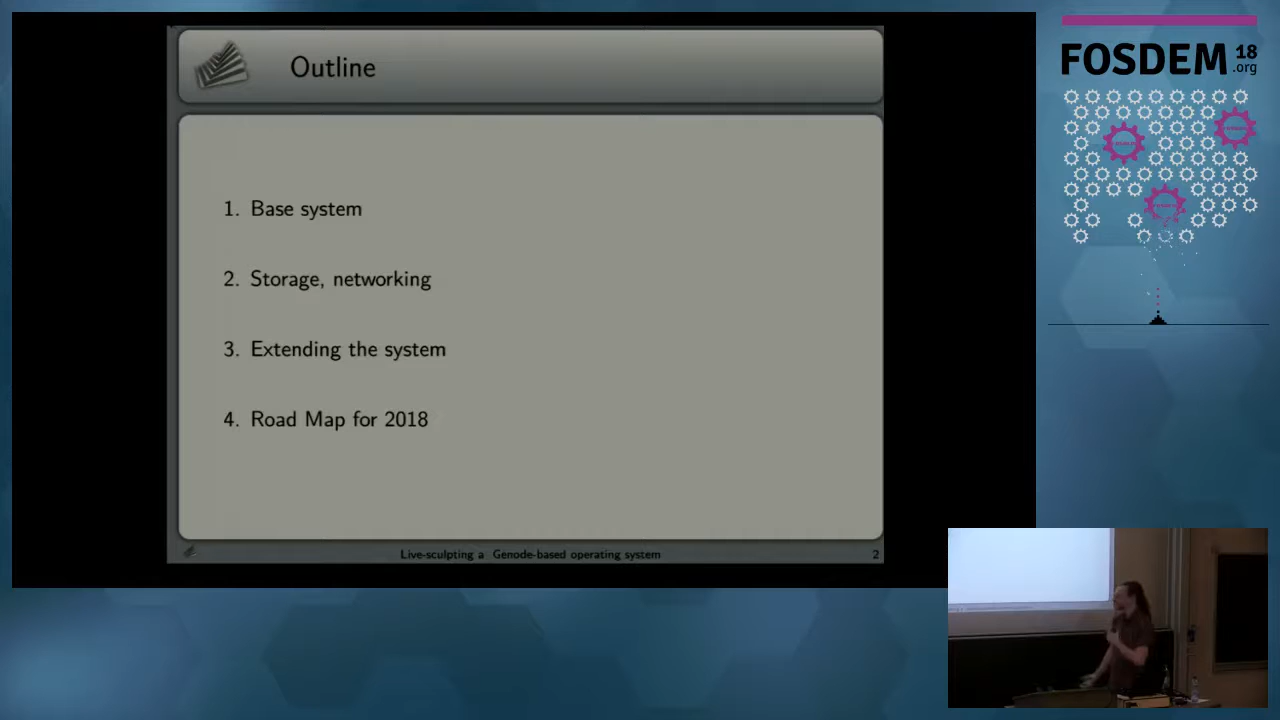 Outline
1. Base system
2. Storage, networking
3. Extending the system
4. Road Map for 2018
Live-sculpting a Genode-based operating system
2
FOSDEM 18
.org